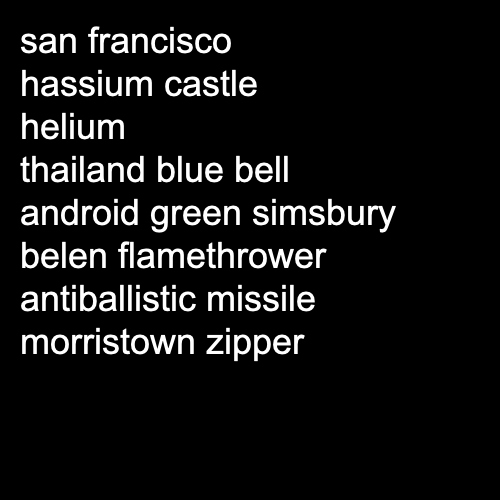 san francisco
hassium castle
helium
thailand blue bell
android green simsbury
belen flamethrower
antiballistic missile
morristown zipper